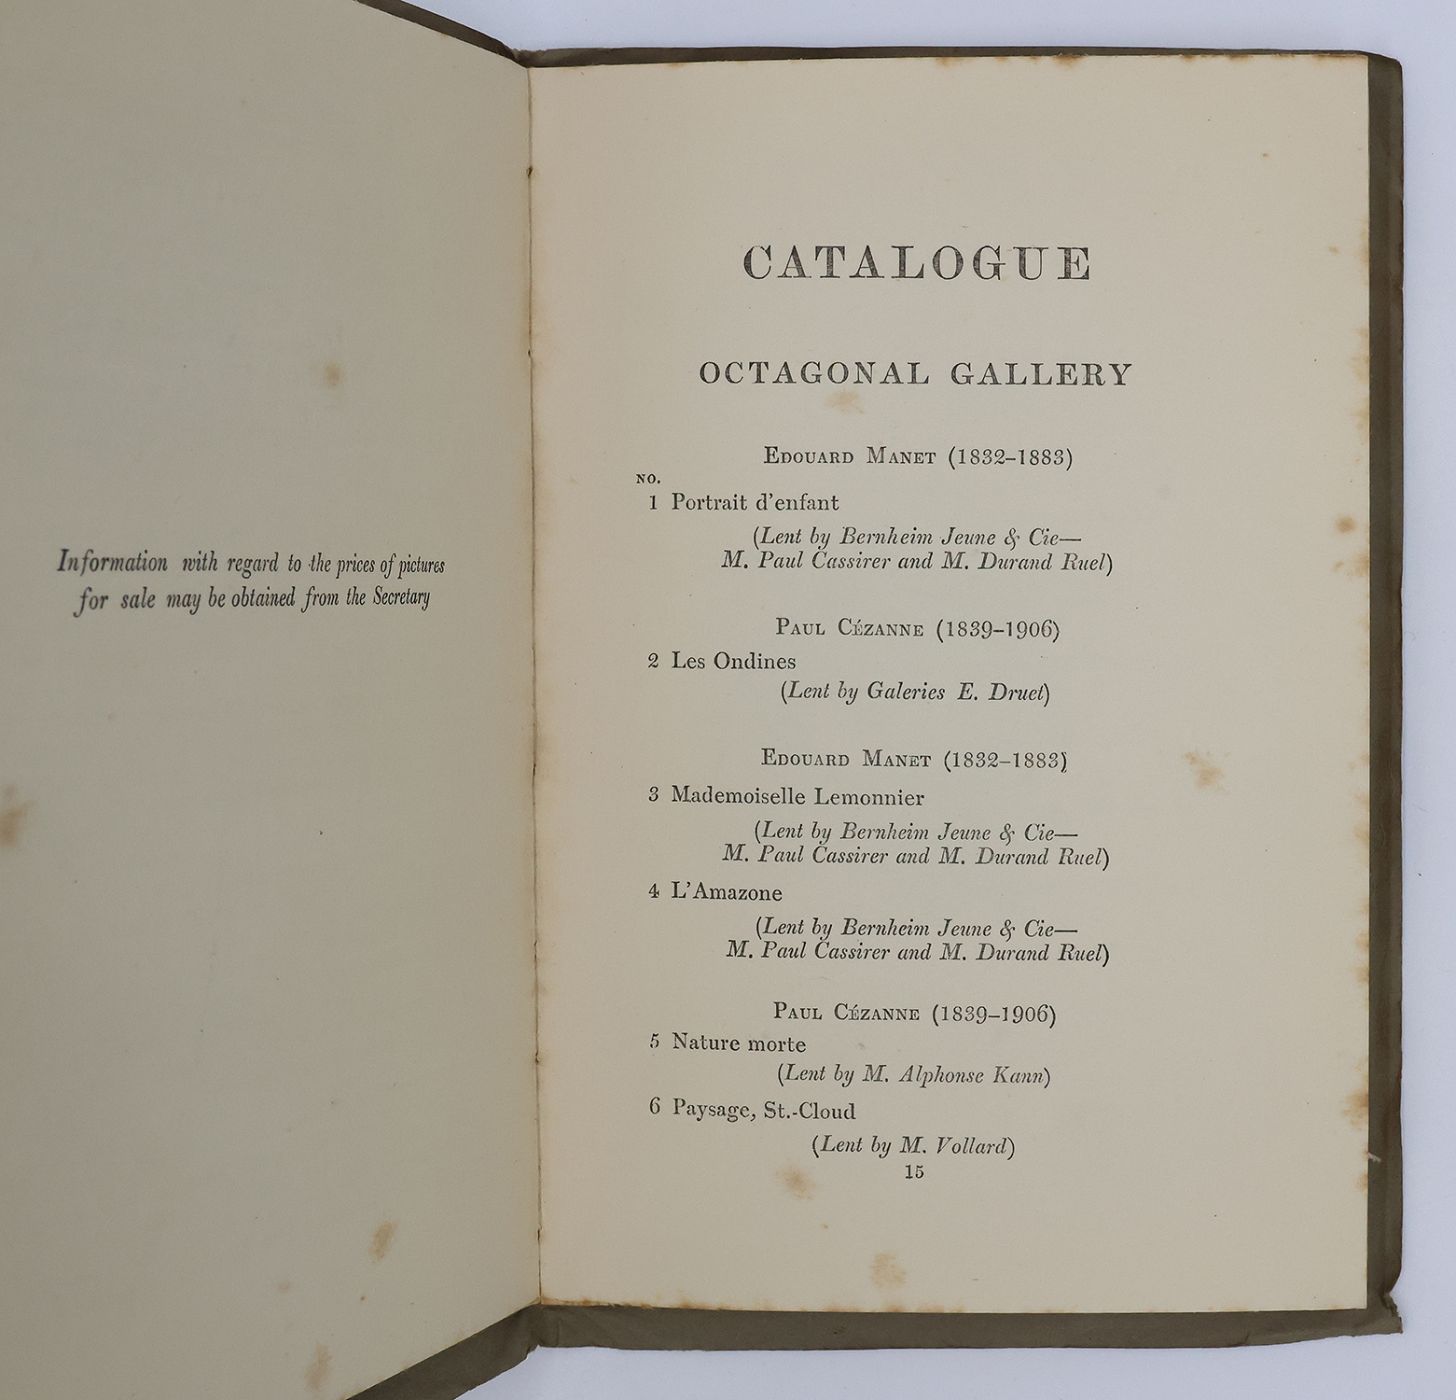 Information with regard to the prices of pictures
for sale may be obtained from the Secretary
CATALOGUE
OCTAGONAL GALLERY
EDOUARD MANET (1832–1883)
NO.
1 Portrait d'enfant
(Lent by Bernheim Jeune & Cie—
M. Paul Cassirer and M. Durand Ruel)
PAUL CÉZANNE (1839–1906)
2 Les Ondines
(Lent by Galeries E. Druet)
EDOUARD MANET (1832–1883)
3 Mademoiselle Lemonnier
(Lent by Bernheim Jeune & Cie—
M. Paul Cassirer and M. Durand Ruel)
4 L'Amazone
(Lent by Bernheim Jeune & Cie—
M. Paul Cassirer and M. Durand Ruel)
PAUL CÉZANNE (1839–1906)
5 Nature morte
(Lent by M. Alphonse Kann)
6 Paysage, St.-Cloud
(Lent by M. Vollard)
15